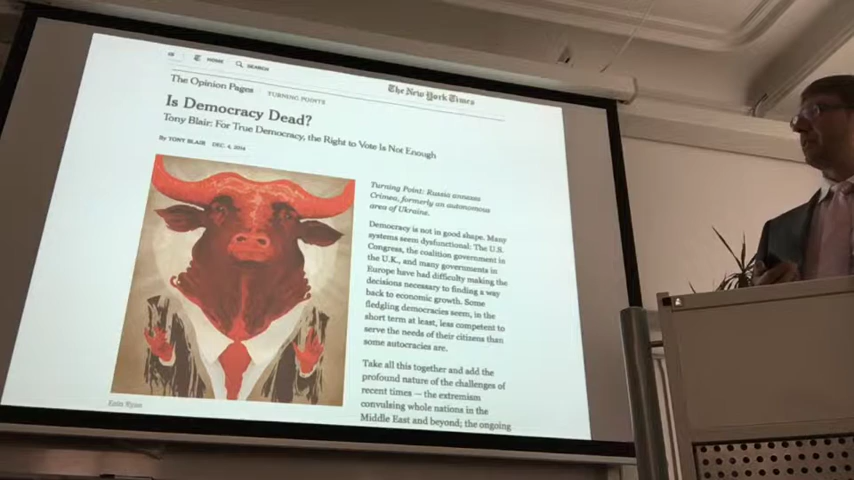 HOME
SEARCH
The New York Times
The Opinion Pages
TURNING POINTS
Is Democracy Dead?
Tony Blair: For True Democracy, the Right to Vote Is Not Enough
By TONY BLAIR DEC. 4, 2014
Turning Point: Russia annexes
Crimea, formerly an autonomous
area of Ukraine.
Democracy is not in good shape. Many
systems seem dysfunctional: The U.S.
Congress, the coalition government in
the U.K., and many governments in
Europe have had difficulty making the
decisions necessary to finding a way
back to economic growth. Some
fledgling democracies seem, in the
short term at least, less competent to
serve the needs of their citizens than
some autocracies are.
Take all this together and add the
profound nature of the challenges of
recent times — the extremism
convulsing whole nations in the
Middle East and beyond; the ongoing
Edin Ryan